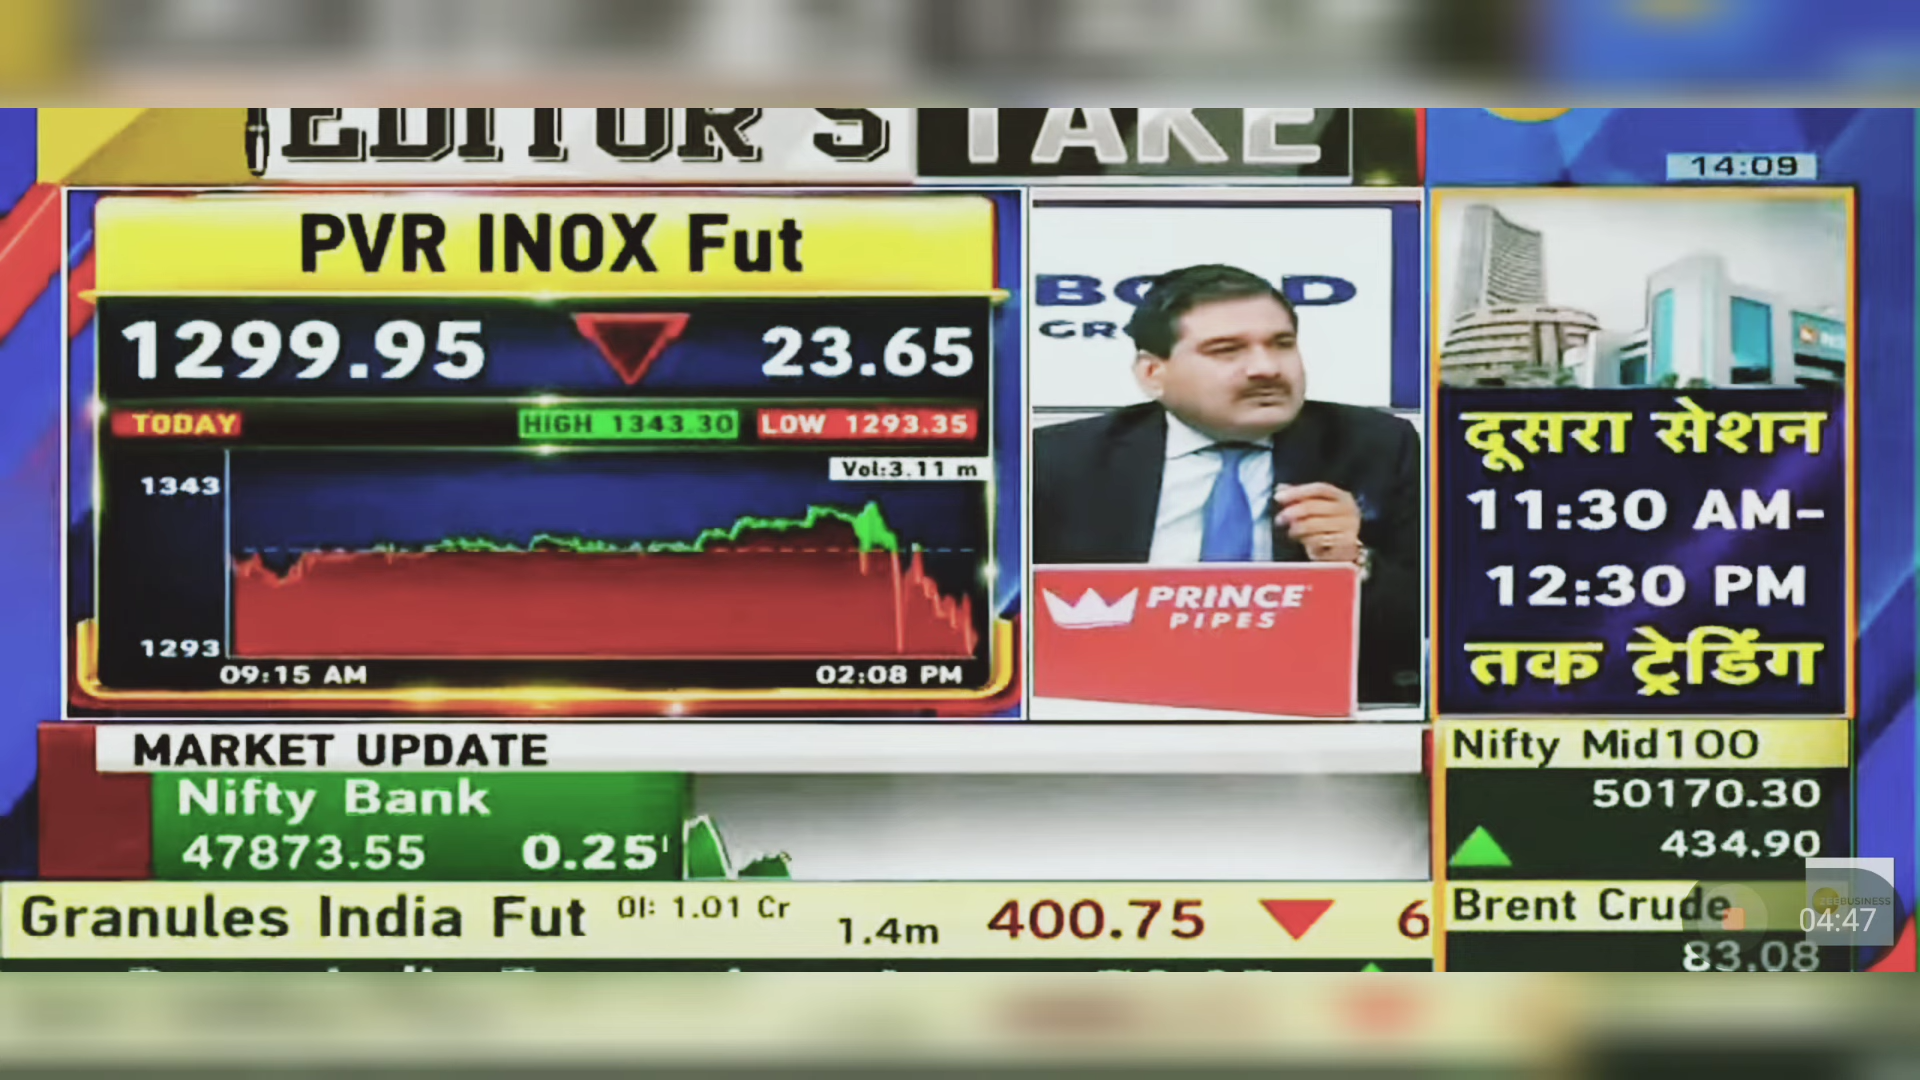 EDITOR'S TAKE
14:09
PVR INOX Fut
1299.95 23.65
TODAY HIGH 1343.30 LOW 1293.35
Vol:3.11 m
1343
1293
09:15 AM 02:08 PM
PRINCE
PIPES
दूसरा सेशन
11:30 AM-
12:30 PM
तक ट्रेडिंग
MARKET UPDATE
Nifty Bank
47873.55 0.25
Nifty Mid100
50170.30
434.90
Granules India Fut OI: 1.01 Cr 1.4m 400.75 6
Brent Crude
83.08
ZEEBUSINESS
04:47